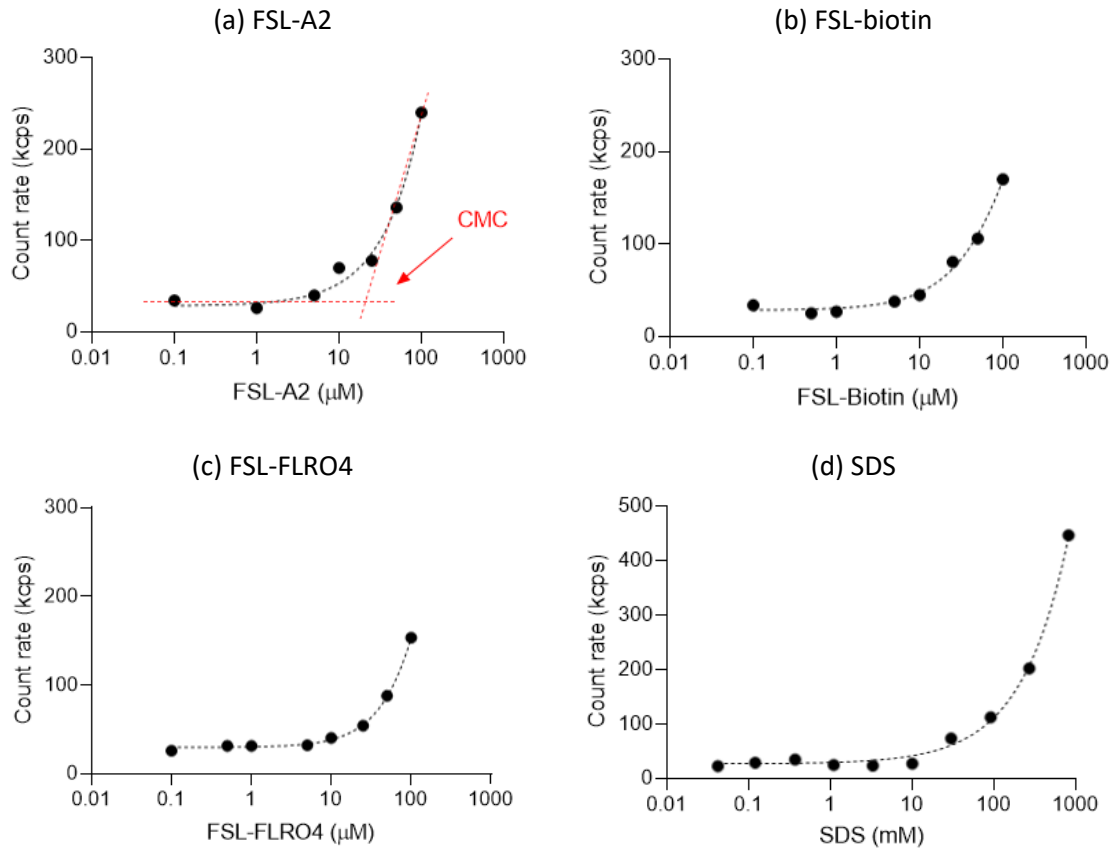 (a) FSL-A2
300
200
100
0
0.01 0.1 1 10 100 1000
Count rate (kcps)
FSL-A2 (μM)
CMC
(b) FSL-biotin
300
200
100
0
0.01 0.1 1 10 100 1000
Count rate (kcps)
FSL-Biotin (μM)
(c) FSL-FLRO4
300
200
100
0
0.01 0.1 1 10 100 1000
Count rate (kcps)
FSL-FLRO4 (μM)
(d) SDS
500
400
300
200
100
0
0.01 0.1 1 10 100 1000
Count rate (kcps)
SDS (mM)